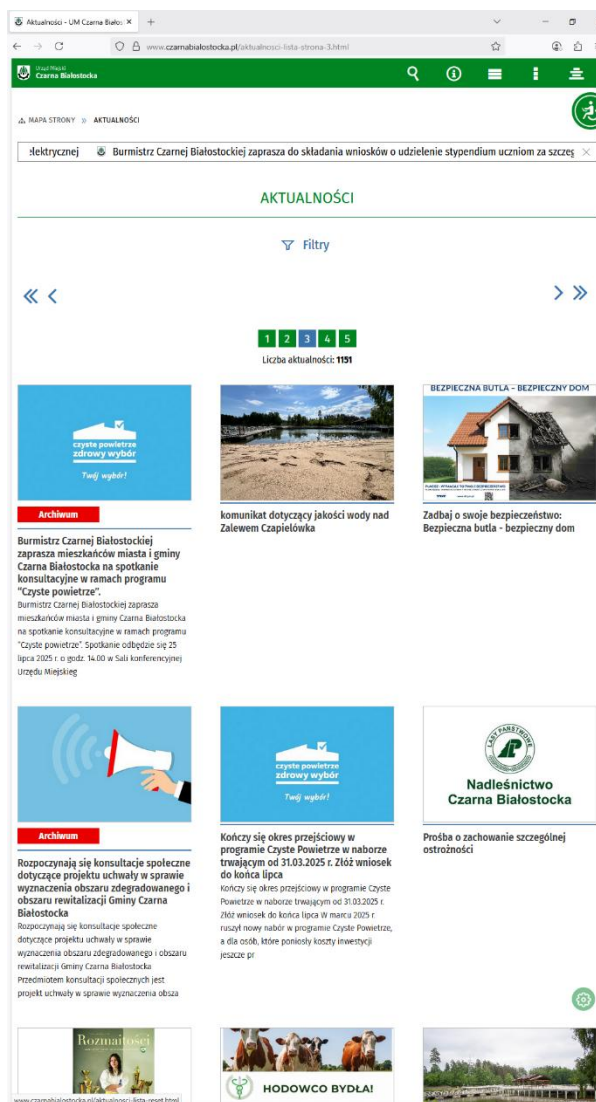 Aktualności - UM Czarna Białos
www.czarnabialostocka.pl/aktualnosci-lista-strona-3.html
Urząd Miejski
Czarna Białostocka
MAPA STRONY » AKTUALNOŚCI
elektrycznej Burmistrz Czarnej Białostockiej zaprasza do składania wniosków o udzielenie stypendium uczniom za szczeg
AKTUALNOŚCI
Filtry
1 2 3 4 5
Liczba aktualności: 1151
czyste powietrze
zdrowy wybór
Twój wybór!
Archiwum
Burmistrz Czarnej Białostockiej
zaprasza mieszkańców miasta i gminy
Czarna Białostocka na spotkanie
konsultacyjne w ramach programu
"Czyste powietrze".
Burmistrz Czarnej Białostockiej zaprasza
mieszkańców miasta i gminy Czarna Białostocka
na spotkanie konsultacyjne w ramach programu
"Czyste powietrze". Spotkanie odbędzie się 25
lipca 2025 r. o godz. 14.00 w Sali konferencyjnej
Urzędu Miejskieg
komunikat dotyczący jakości wody nad
Zalewem Czapielówka
BEZPIECZNA BUTLA - BEZPIECZNY DOM
Zadbaj o swoje bezpieczeństwo:
Bezpieczna butla - bezpieczny dom
Archiwum
Rozpoczynają się konsultacje społeczne
dotyczące projektu uchwały w sprawie
wyznaczenia obszaru zdegradowanego i
obszaru rewitalizacji Gminy Czarna
Białostocka
Rozpoczynają się konsultacje społeczne
dotyczące projektu uchwały w sprawie
wyznaczenia obszaru zdegradowanego i obszaru
rewitalizacji Gminy Czarna Białostocka
Przedmiotem konsultacji społecznych jest
projekt uchwały w sprawie wyznaczenia obsza
czyste powietrze
zdrowy wybór
Twój wybór!
Kończy się okres przejściowy w
programie Czyste Powietrze w naborze
trwającym od 31.03.2025 r. Złóż wniosek
do końca lipca
Kończy się okres przejściowy w programie Czyste
Powietrze w naborze trwającym od 31.03.2025 r.
Złóż wniosek do końca lipca W marcu 2025 r.
ruszył nowy nabór w programie Czyste Powietrze,
a dla osób, które poniosły koszty inwestycji
jeszcze pr
LASY PAŃSTWOWE
Nadleśnictwo
Czarna Białostocka
Prośba o zachowanie szczególnej
ostrożności
Rozmaitości
HODOWCO BYDŁA!
www.czarnabialostocka.pl/aktualnosci-lista-reset.html